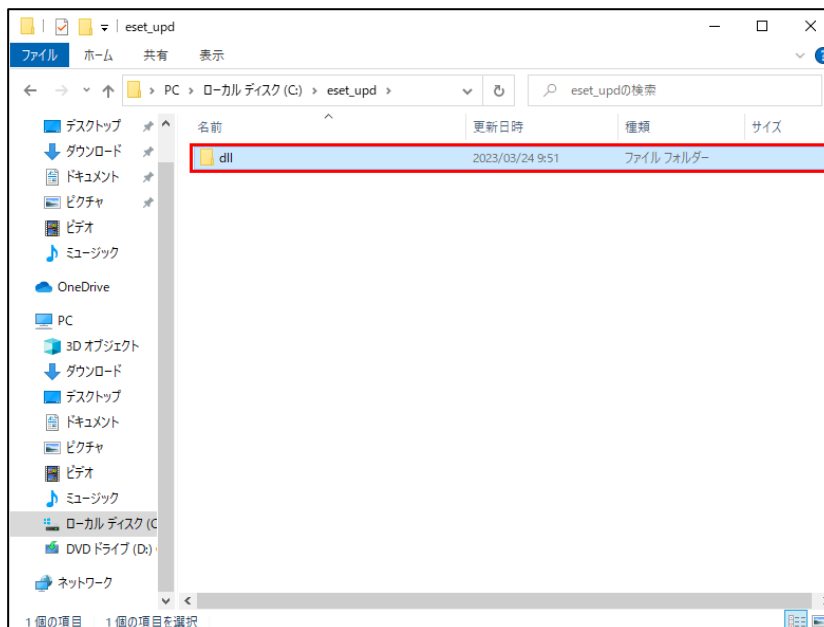 eset_upd
ファイル ホーム 共有 表示
PC ローカル ディスク (C:) eset_upd eset_updの検索
名前 更新日時 種類 サイズ
dll 2023/03/24 9:51 ファイル フォルダー
デスクトップ
ダウンロード
ドキュメント
ピクチャ
ビデオ
ミュージック
OneDrive
PC
3D オブジェクト
ダウンロード
デスクトップ
ドキュメント
ピクチャ
ビデオ
ミュージック
ローカル ディスク (C
DVD ドライブ (D:)
ネットワーク
1 個の項目 1 個の項目を選択